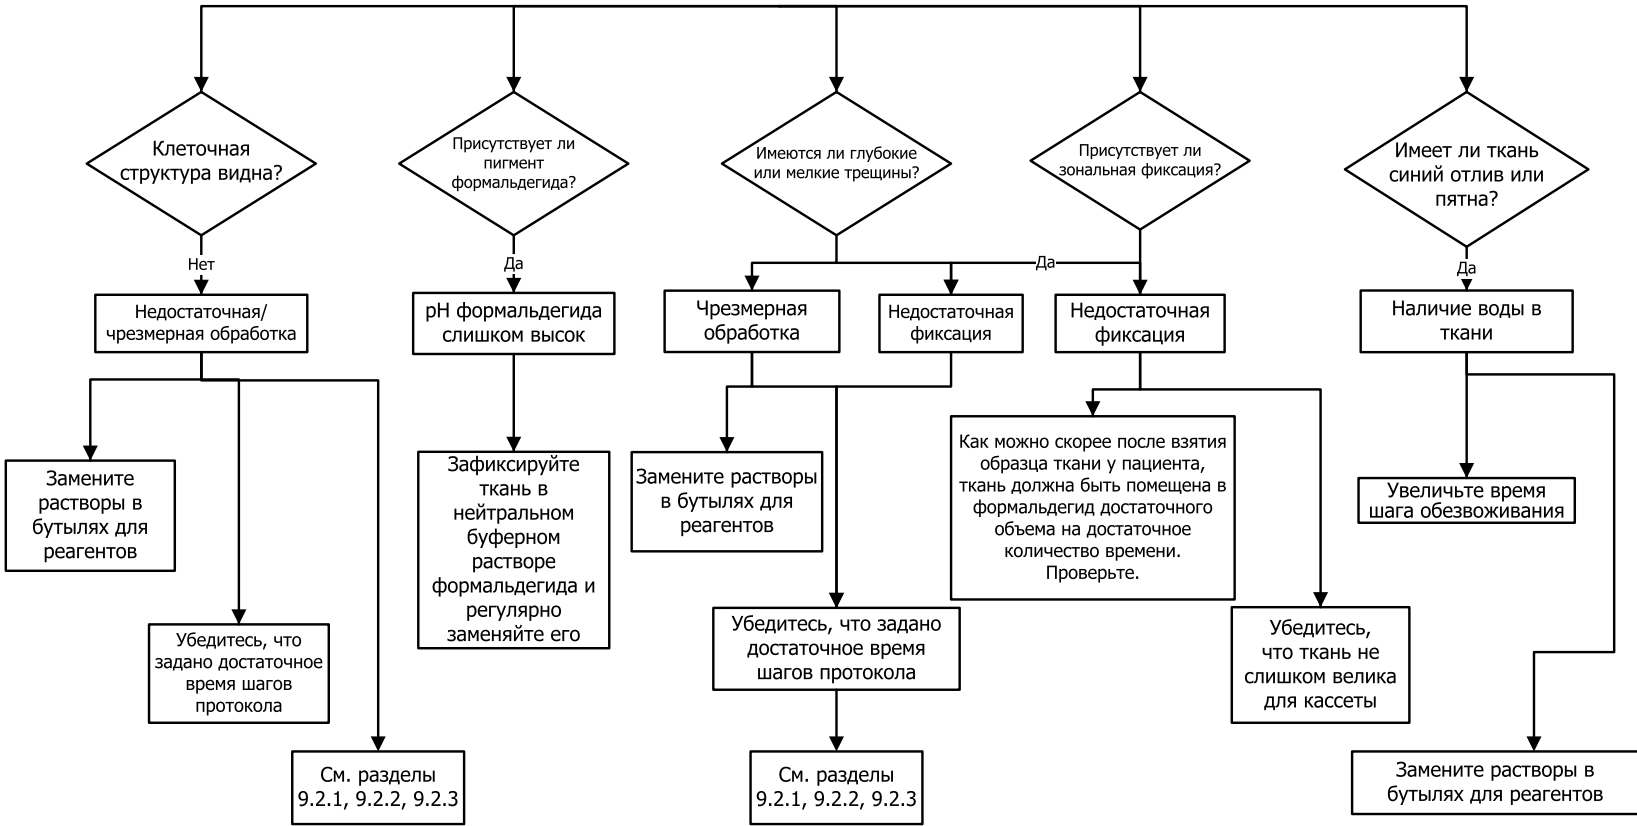 Клеточная
структура видна?
Присутствует ли
пигмент
формальдегида?
Имеются ли глубокие
или мелкие трещины?
Присутствует ли
зональная фиксация?
Имеет ли ткань
синий отлив или
пятна?
Нет
Да
Да
Да
Недостаточная/
чрезмерная обработка
pH формальдегида
слишком высок
Чрезмерная
обработка
Недостаточная
фиксация
Недостаточная
фиксация
Наличие воды в
ткани
Замените
растворы в
бутылях для
реагентов
Убедитесь, что
задано достаточное
время шагов
протокола
См. разделы
9.2.1, 9.2.2, 9.2.3
Зафиксируйте
ткань в
нейтральном
буферном
растворе
формальдегида и
регулярно
заменяйте его
Замените растворы
в бутылях для
реагентов
Убедитесь, что задано
достаточное время
шагов протокола
См. разделы
9.2.1, 9.2.2, 9.2.3
Как можно скорее после взятия
образца ткани у пациента,
ткань должна быть помещена в
формальдегид достаточного
объема на достаточное
количество времени.
Проверьте.
Убедитесь,
что ткань не
слишком велика
для кассеты
Увеличьте время
шага обезвоживания
Замените растворы в
бутылях для реагентов